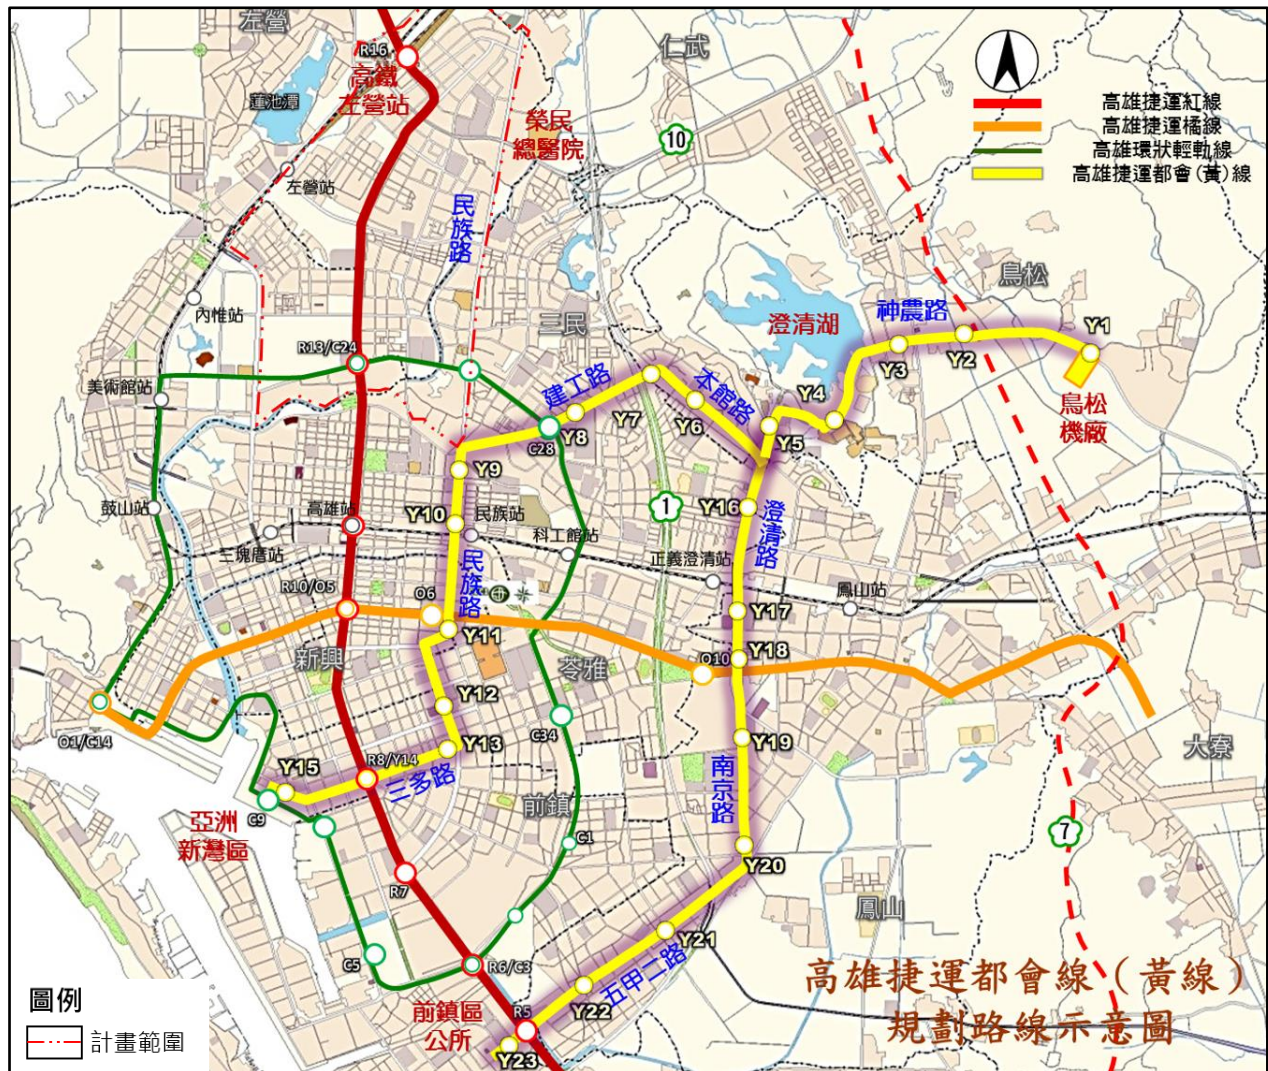 左營
R16
高鐵
左營站
蓮池潭
左營站
仁武
榮民
總醫院
10
高雄捷運紅線
高雄捷運橘線
高雄環狀輕軌線
高雄捷運都會(黃)線
民族路
內惟站
三民
澄清湖
神農路
鳥松
Y1
Y2
Y3
R13/C24
美術館站
建工路
本館路
Y4
Y7
Y6
Y5
Y8
C28
鳥松
機廠
Y9
鼓山站
高雄站
Y10
民族站
科工館站
1
Y16
澄清路
三塊厝站
正義澄清站
鳳山站
R10/O5
O6
民族路
Y11
Y17
Y18
新興
苓雅
O10
O1/C14
Y12
C34
Y13
Y19
大寮
Y15
R8/Y14
三多路
南京路
C9
亞洲
新灣區
前鎮
C1
7
Y20
R7
鳳山
Y21
C5
R6/C3
五甲二路
前鎮區
公所
R5
Y22
Y23
高雄捷運都會線（黃線）
規劃路線示意圖
圖例
計畫範圍